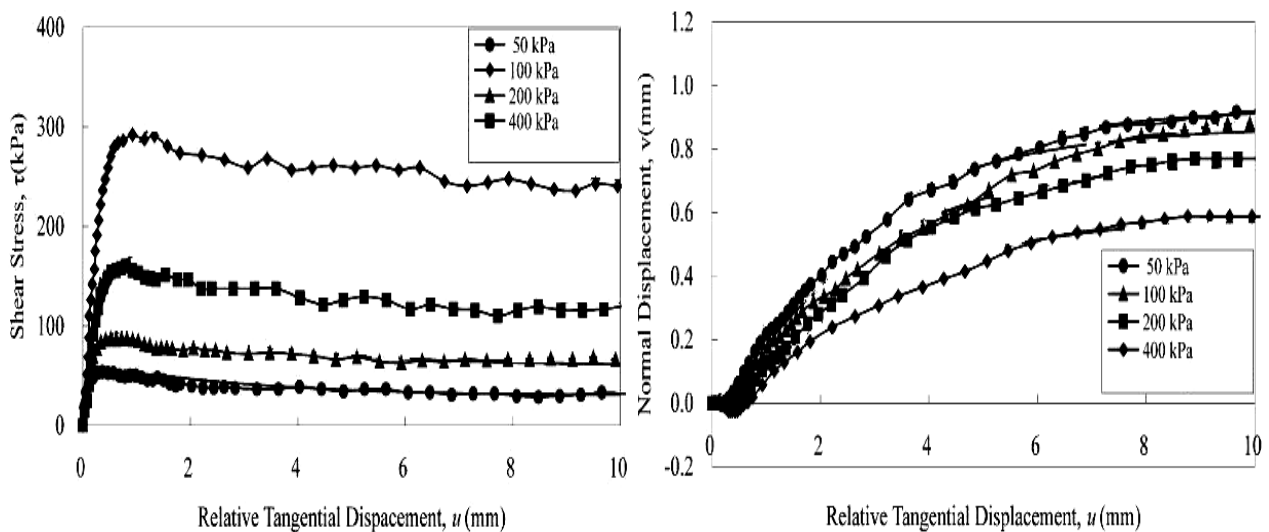 400
300
200
100
0
Shear Stress, τ(kPa)
50 kPa
100 kPa
200 kPa
400 kPa
0 2 4 6 8 10
Relative Tangential Dispacement, u (mm)
1.2
1.0
0.8
0.6
0.4
0.2
0.0
-0.2
Normal Displacement, v(mm)
50 kPa
100 kPa
200 kPa
400 kPa
0 2 4 6 8 10
Relative Tangential Displacement, u (mm)